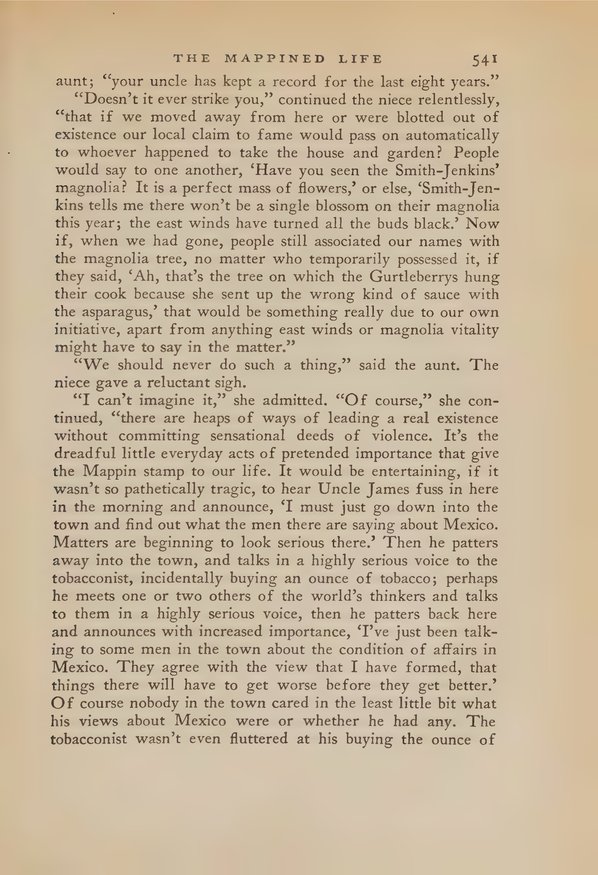 THE MAPPINED LIFE 541
aunt; “your uncle has kept a record for the last eight years.”
“Doesn’t it ever strike you,” continued the niece relentlessly,
“that if we moved away from here or were blotted out of
existence our local claim to fame would pass on automatically
to whoever happened to take the house and garden? People
would say to one another, ‘Have you seen the Smith-Jenkins’
magnolia? It is a perfect mass of flowers,’ or else, ‘Smith-Jen-
kins tells me there won’t be a single blossom on their magnolia
this year; the east winds have turned all the buds black.’ Now
if, when we had gone, people still associated our names with
the magnolia tree, no matter who temporarily possessed it, if
they said, ‘Ah, that’s the tree on which the Gurtleberrys hung
their cook because she sent up the wrong kind of sauce with
the asparagus,’ that would be something really due to our own
initiative, apart from anything east winds or magnolia vitality
might have to say in the matter.”
“We should never do such a thing,” said the aunt. The
niece gave a reluctant sigh.
“I can’t imagine it,” she admitted. “Of course,” she con-
tinued, “there are heaps of ways of leading a real existence
without committing sensational deeds of violence. It’s the
dreadful little everyday acts of pretended importance that give
the Mappin stamp to our life. It would be entertaining, if it
wasn’t so pathetically tragic, to hear Uncle James fuss in here
in the morning and announce, ‘I must just go down into the
town and find out what the men there are saying about Mexico.
Matters are beginning to look serious there.’ Then he patters
away into the town, and talks in a highly serious voice to the
tobacconist, incidentally buying an ounce of tobacco; perhaps
he meets one or two others of the world’s thinkers and talks
to them in a highly serious voice, then he patters back here
and announces with increased importance, ‘I’ve just been talk-
ing to some men in the town about the condition of affairs in
Mexico. They agree with the view that I have formed, that
things there will have to get worse before they get better.’
Of course nobody in the town cared in the least little bit what
his views about Mexico were or whether he had any. The
tobacconist wasn’t even fluttered at his buying the ounce of